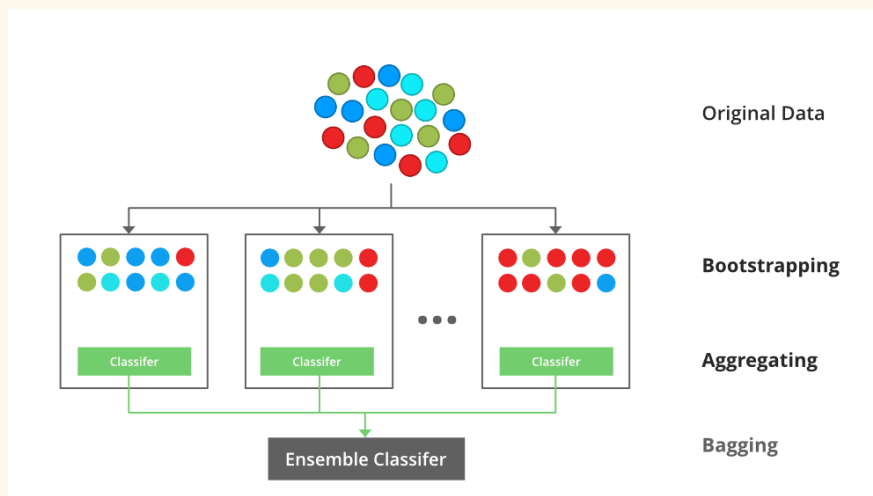 Original Data
Bootstrapping
Classifer
Classifer
Classifer
Aggregating
Ensemble Classifer
Bagging